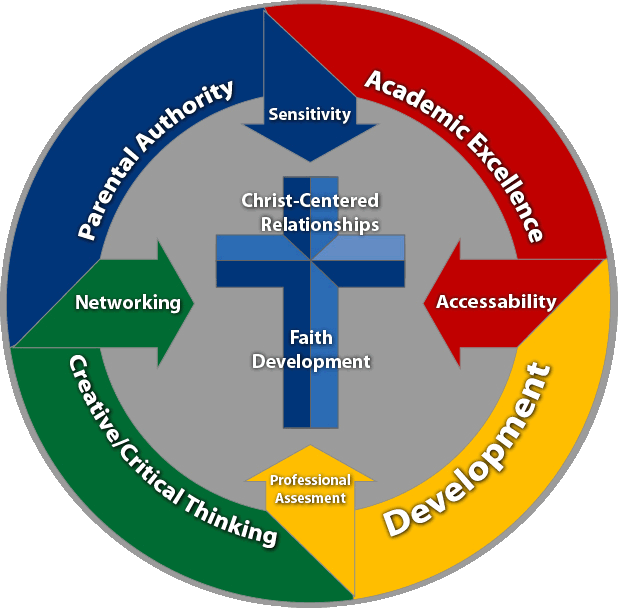 Parental Authority
Academic Excellence
Sensitivity
Christ-Centered
Relationships
Networking
Accessability
Faith
Development
Creative/Critical Thinking
Development
Professional
Assesment